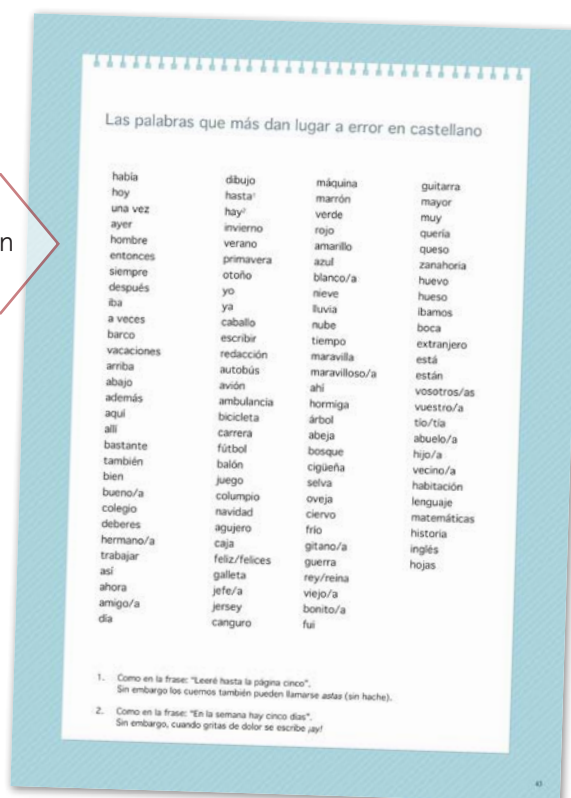 n
Las palabras que más dan lugar a error en castellano
había
hoy
una vez
ayer
hombre
entonces
siempre
después
iba
a veces
barco
vacaciones
arriba
abajo
además
aquí
allí
bastante
también
bien
bueno/a
colegio
deberes
hermano/a
trabajar
así
ahora
amigo/a
día
dibujo
hasta¹
hay²
invierno
verano
primavera
otoño
yo
ya
caballo
escribir
redacción
autobús
avión
ambulancia
bicicleta
carrera
fútbol
balón
juego
columpio
navidad
agujero
caja
feliz/felices
galleta
jefe/a
jersey
canguro
máquina
marrón
verde
rojo
amarillo
azul
blanco/a
nieve
lluvia
nube
tiempo
maravilla
maravilloso/a
ahí
hormiga
árbol
abeja
bosque
cigüeña
selva
oveja
ciervo
frío
gitano/a
guerra
rey/reina
viejo/a
bonito/a
fui
guitarra
mayor
muy
quería
queso
zanahoria
huevo
hueso
íbamos
boca
extranjero
está
están
vosotros/as
vuestro/a
tío/tía
abuelo/a
hijo/a
vecino/a
habitación
lenguaje
matemáticas
historia
inglés
hojas
1. Como en la frase: "Leeré hasta la página cinco".
Sin embargo los cuernos también pueden llamarse astas (sin hache).
2. Como en la frase: "En la semana hay cinco días".
Sin embargo, cuando gritas de dolor se escribe ¡ay!
43